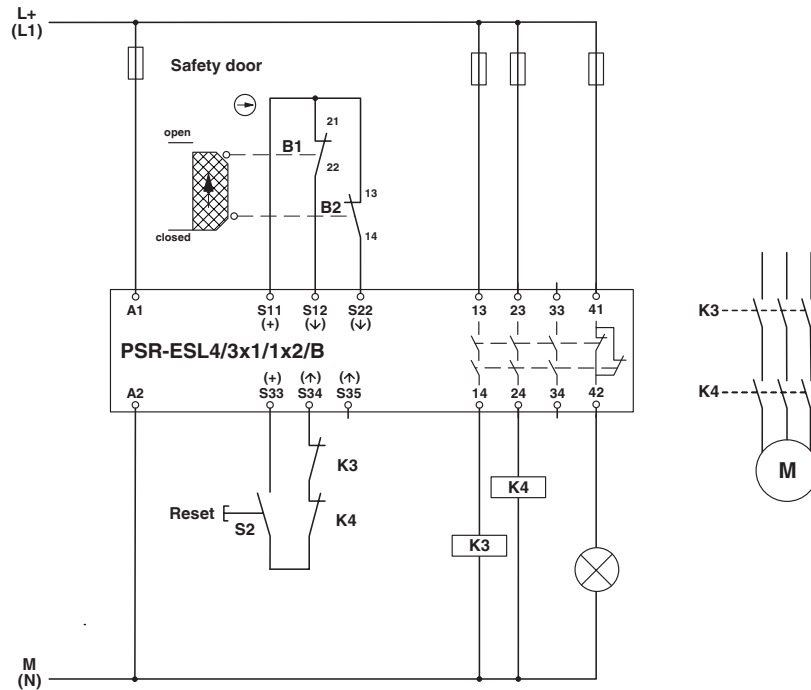 L+
(L1)
Safety door
open
closed
B1
21
22
B2
13
14
A1
S11
(+)
S12
(↓)
S22
(↓)
13
23
33
41
PSR-ESL4/3x1/1x2/B
(+)
(↑)
(↑)
A2
S33
S34
S35
14
24
34
42
K3
K4
Reset
S2
K4
K3
K3
K4
M
M
(N)